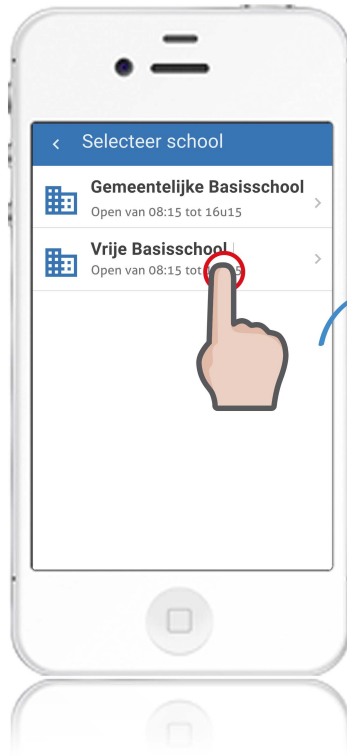 Selecteer school
Gemeentelijke Basisschool
Open van 08:15 tot 16u15
Vrije Basisschool
Open van 08:15 tot